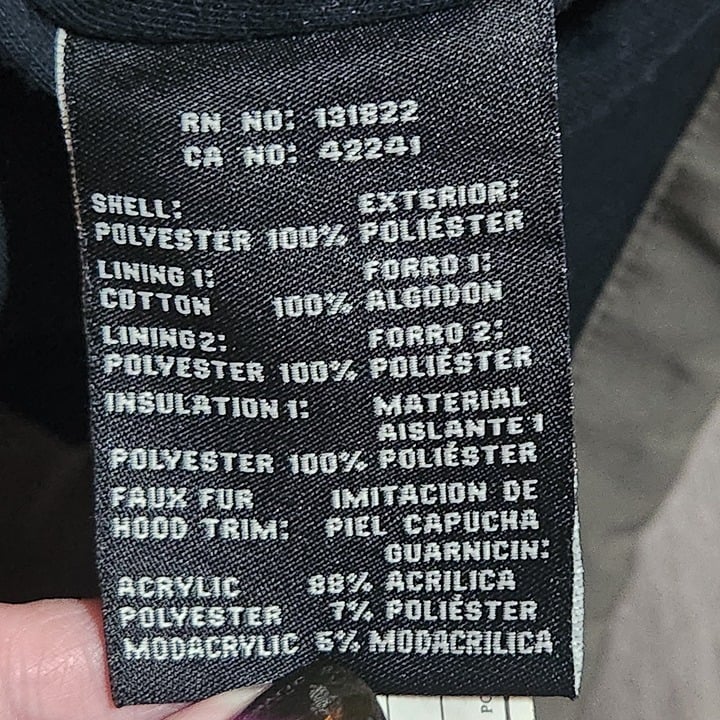 RN NO: 131822
CA NO: 42241
SHELL: EXTERIOR:
POLYESTER 100% POLIÉSTER
LINING 1: FORRO 1:
COTTON 100% ALGODON
LINING 2: FORRO 2:
POLYESTER 100% POLIÉSTER
INSULATION 1: MATERIAL
AISLANTE 1
POLYESTER 100% POLIÉSTER
FAUX FUR IMITACION DE
HOOD TRIM: PIEL CAPUCHA
GUARNICIN:
ACRYLIC 88% ACRILICA
POLYESTER 7% POLIÉSTER
MODACRYLIC 5% MODACRILICA